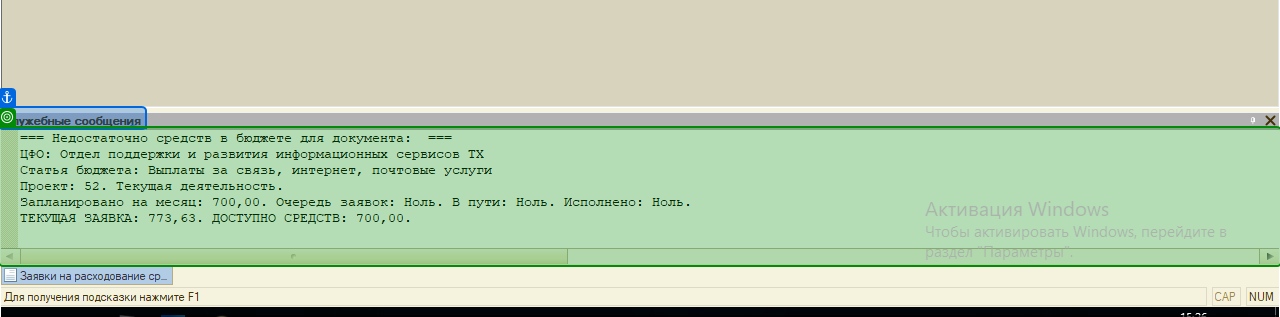 лужебные сообщения
=== Недостаточно средств в бюджете для документа:  ===
ЦФО: Отдел поддержки и развития информационных сервисов ТХ
Статья бюджета: Выплаты за связь, интернет, почтовые услуги
Проект: 52. Текущая деятельность.
Запланировано на месяц: 700,00. Очередь заявок: Ноль. В пути: Ноль. Исполнено: Ноль.
ТЕКУЩАЯ ЗАЯВКА: 773,63. ДОСТУПНО СРЕДСТВ: 700,00.
Активация Windows
Чтобы активировать Windows, перейдите в
раздел "Параметры".
Заявки на расходование ср...
Для получения подсказки нажмите F1
CAP
NUM